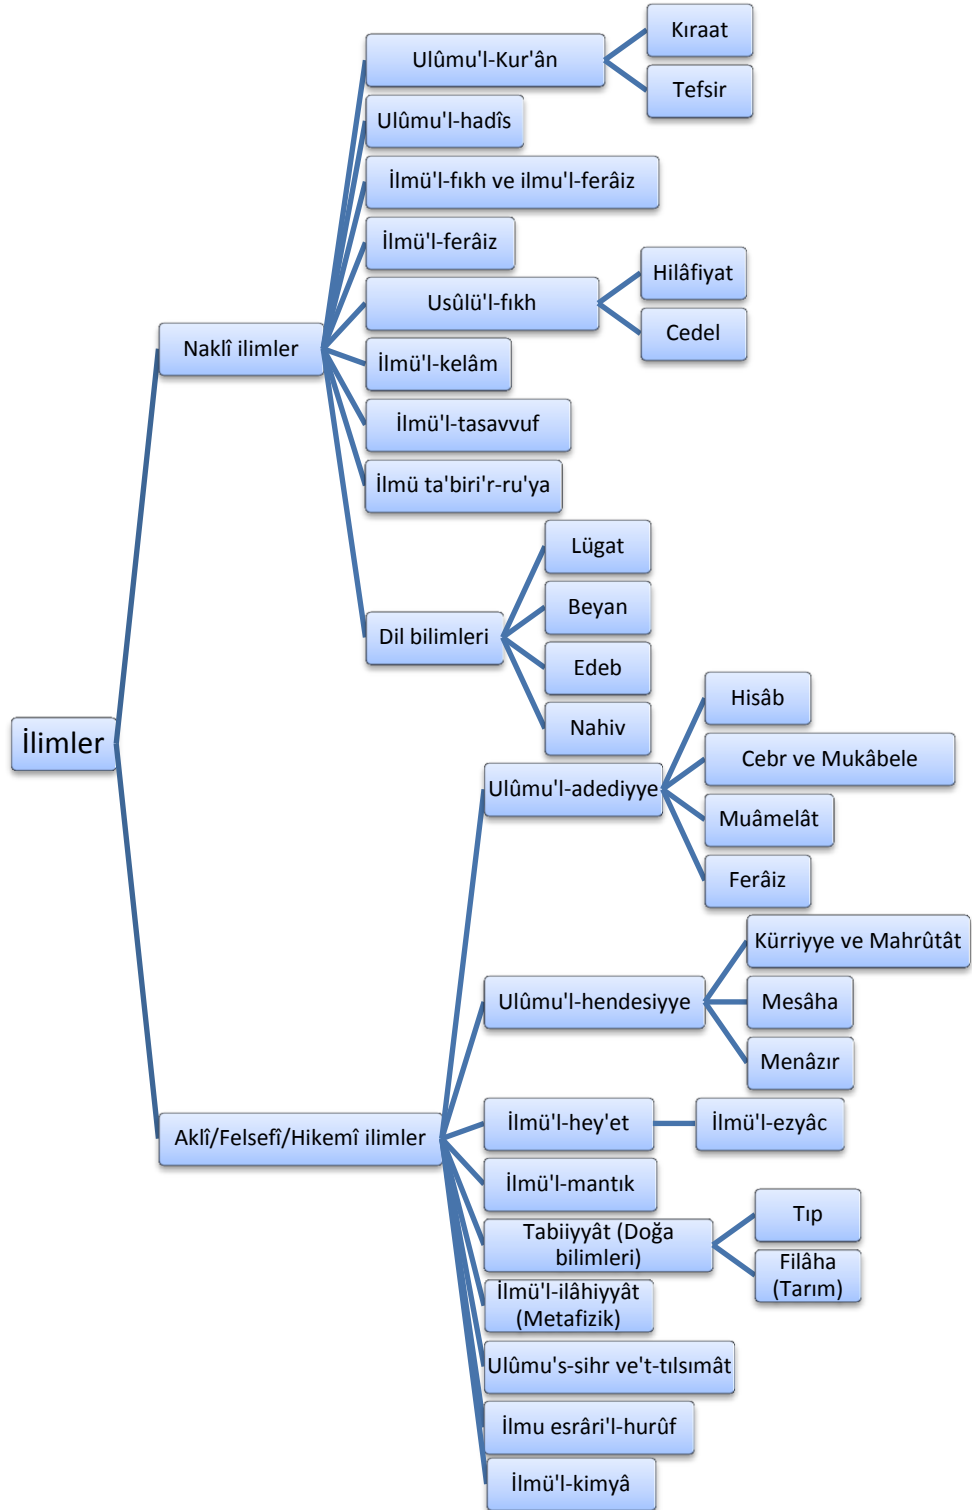 İlimler
Naklî ilimler
Ulûmu'l-Kur'ân
Kıraat
Tefsir
Ulûmu'l-hadîs
İlmü'l-fıkh ve ilmu'l-ferâiz
İlmü'l-ferâiz
Usûlü'l-fıkh
Hilâfiyat
Cedel
İlmü'l-kelâm
İlmü'l-tasavvuf
İlmü ta'biri'r-ru'ya
Dil bilimleri
Lügat
Beyan
Edeb
Nahiv
Aklî/Felsefî/Hikemî ilimler
Ulûmu'l-adediyye
Hisâb
Cebr ve Mukâbele
Muâmelât
Ferâiz
Ulûmu'l-hendesiyye
Kürriyye ve Mahrûtât
Mesâha
Menâzır
İlmü'l-hey'et
İlmü'l-ezyâc
İlmü'l-mantık
Tabiiyyât (Doğa
bilimleri)
Tıp
Filâha
(Tarım)
İlmü'l-ilâhiyyât
(Metafizik)
Ulûmu's-sihr ve't-tılsımât
İlmu esrâri'l-hurûf
İlmü'l-kimyâ